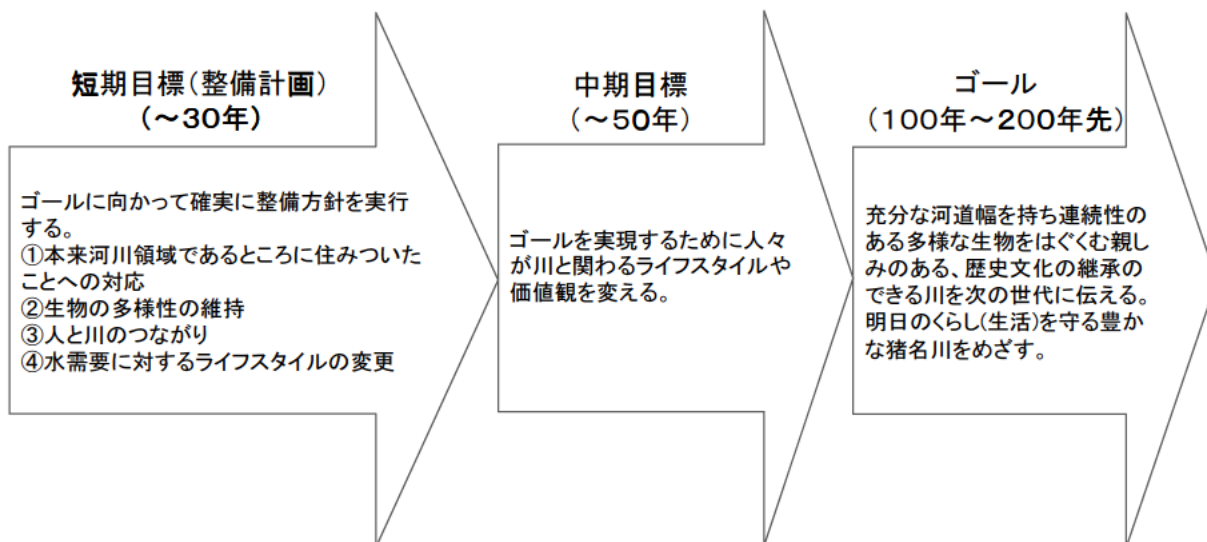 短期目標(整備計画)
(～30年)
ゴールに向かって確実に整備方針を実行
する。
①本来河川領域であるところに住みついた
ことへの対応
②生物の多様性の維持
③人と川のつながり
④水需要に対するライフスタイルの変更
中期目標
(～50年)
ゴールを実現するために人々
が川と関わるライフスタイルや
価値観を変える。
ゴール
(100年～200年先)
充分な河道幅を持ち連続性の
ある多様な生物をはぐくむ親し
みのある、歴史文化の継承の
できる川を次の世代に伝える。
明日のくらし(生活)を守る豊か
な猪名川をめざす。